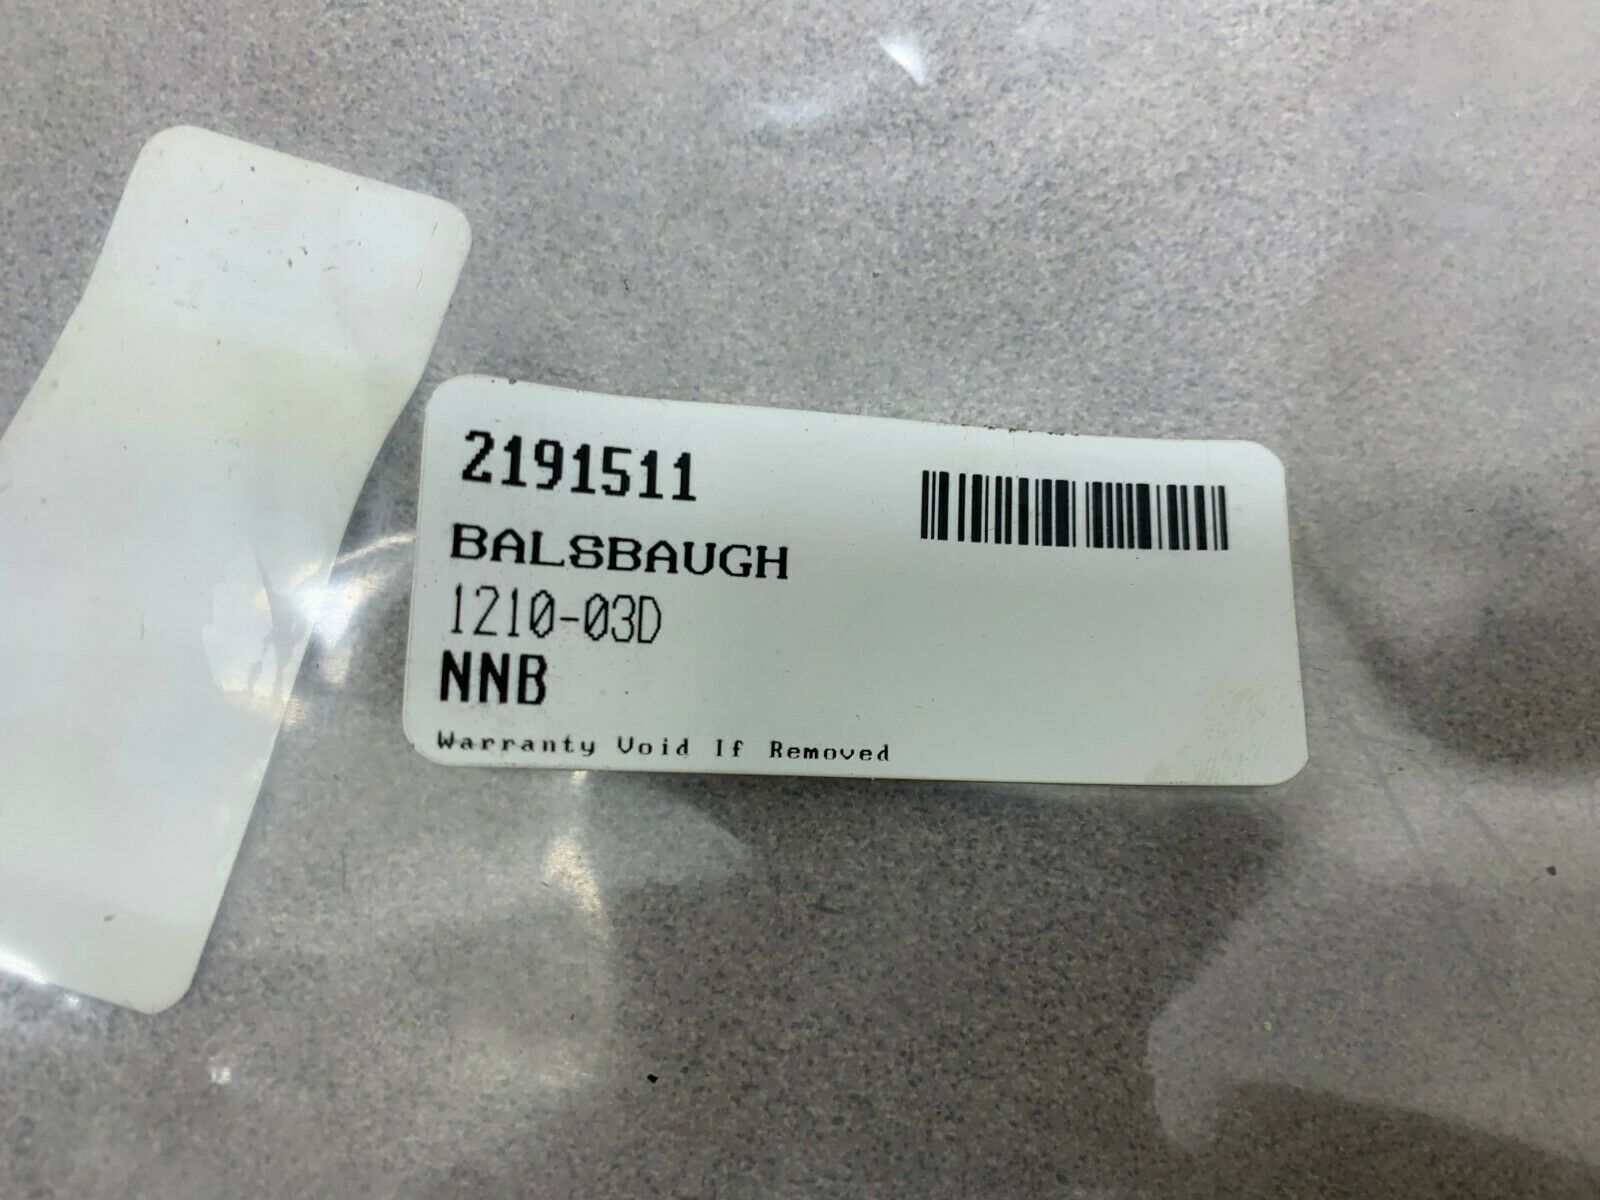 2191511
BALSBAUGH
1210-03D
NNB
Warranty Void If Removed